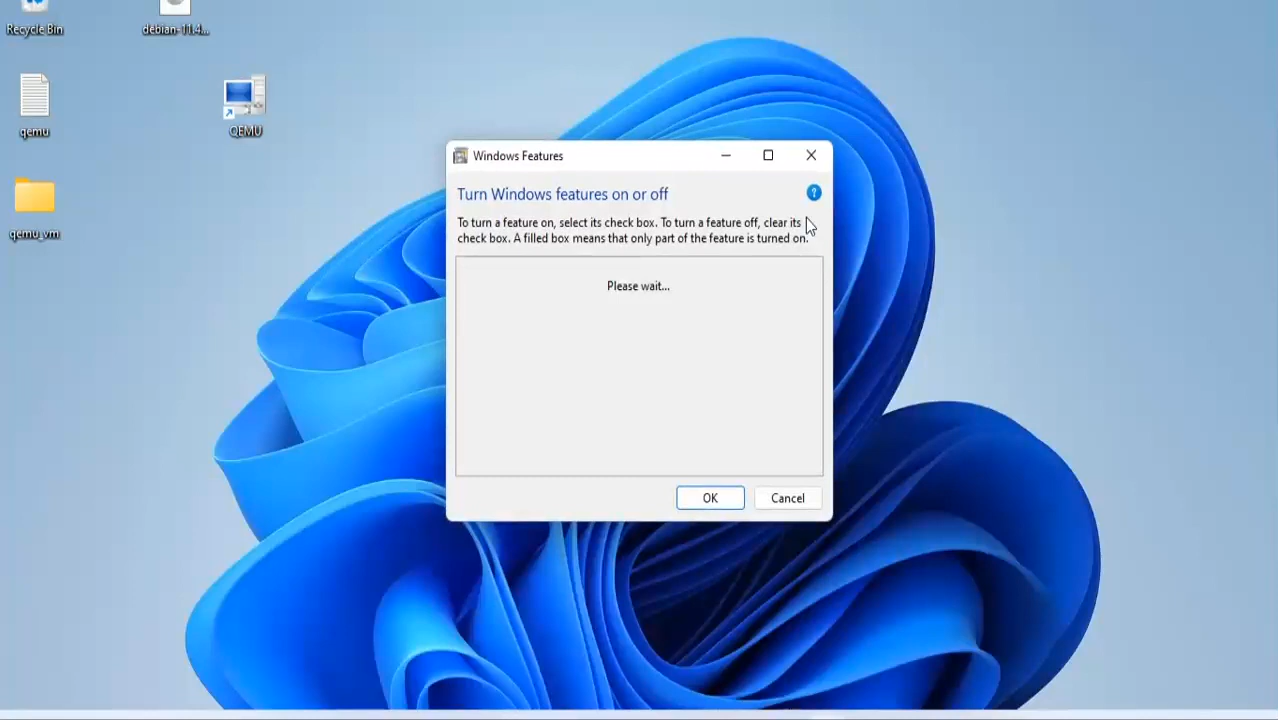 Recycle Bin
debian-11.4...
qemu
QEMU
qemu_vm
Windows Features
Turn Windows features on or off
?
To turn a feature on, select its check box. To turn a feature off, clear its
check box. A filled box means that only part of the feature is turned on.
Please wait...
OK
Cancel